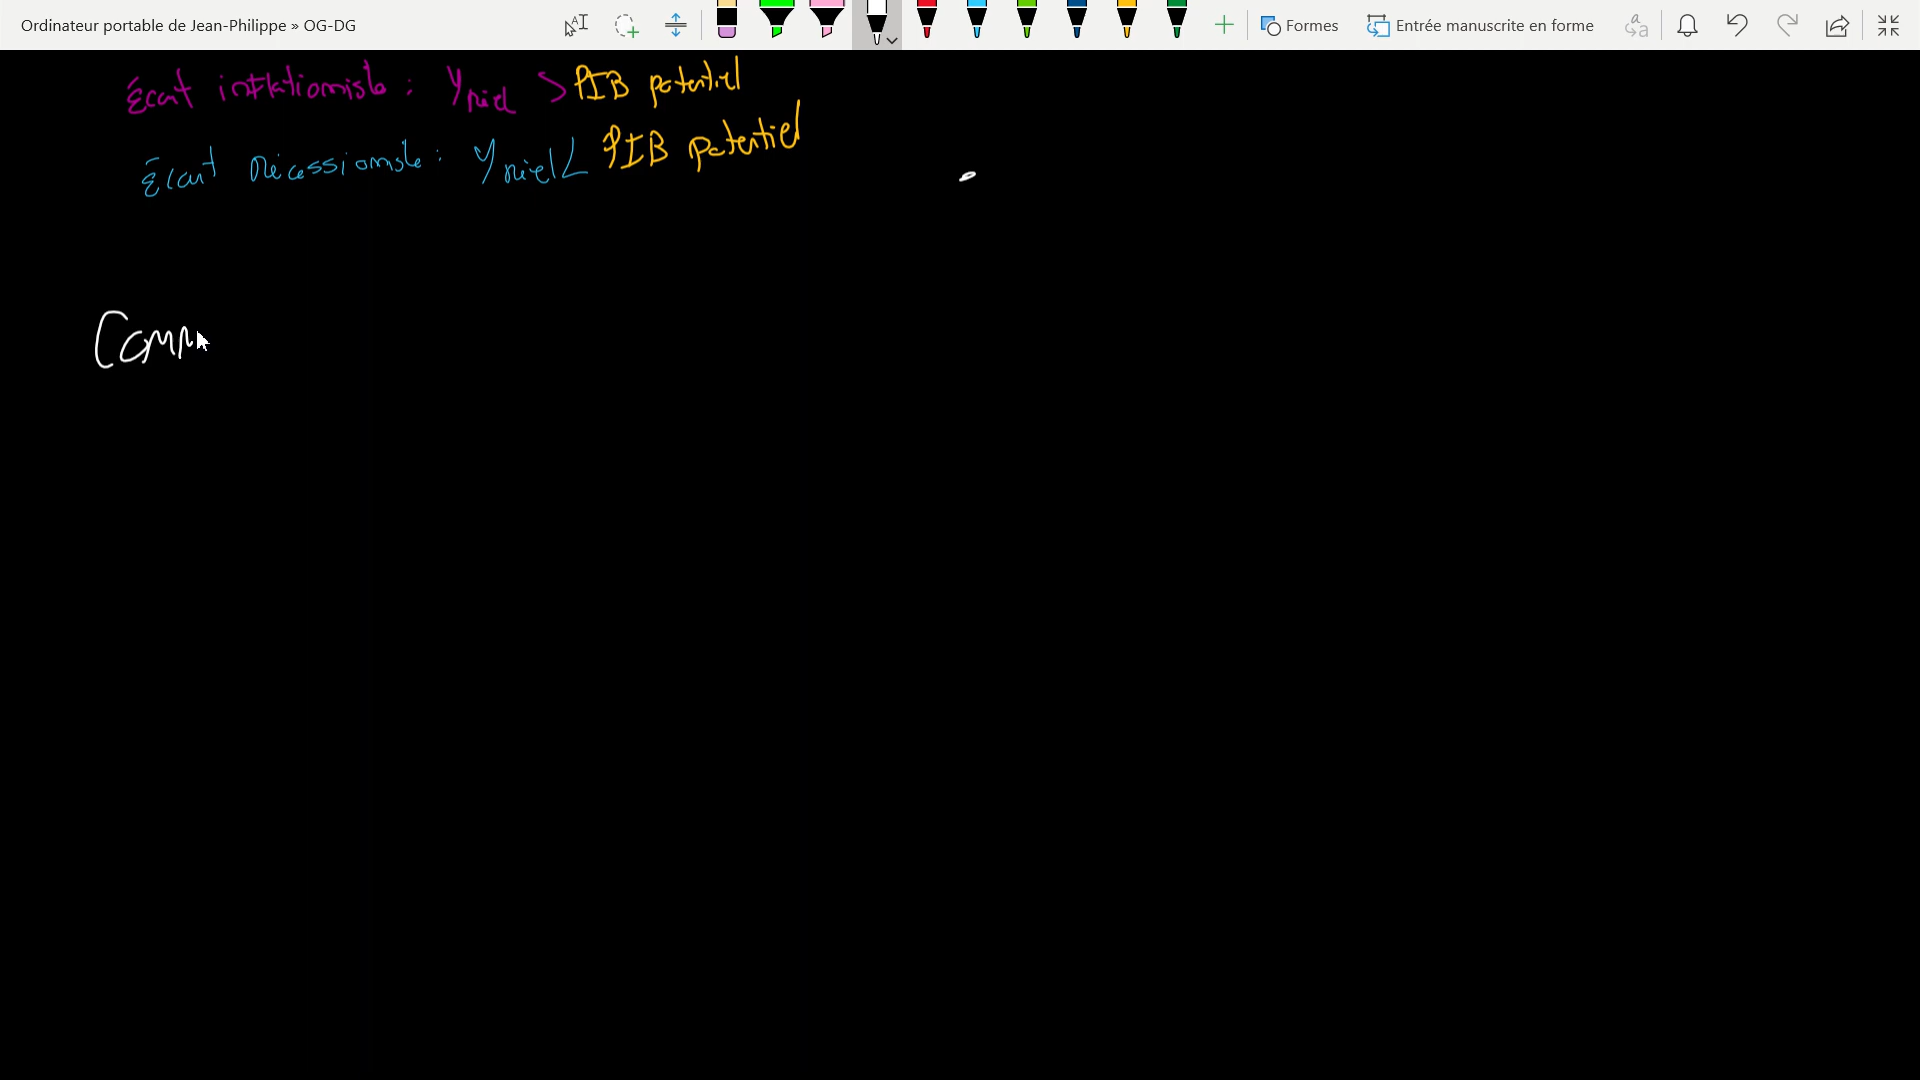 Ordinateur portable de Jean-Philippe » OG-DG
Formes
Entrée manuscrite en forme
Écart inflationniste : Y réel > PIB potentiel
Écart récessionniste : Y réel < PIB potentiel
Comm